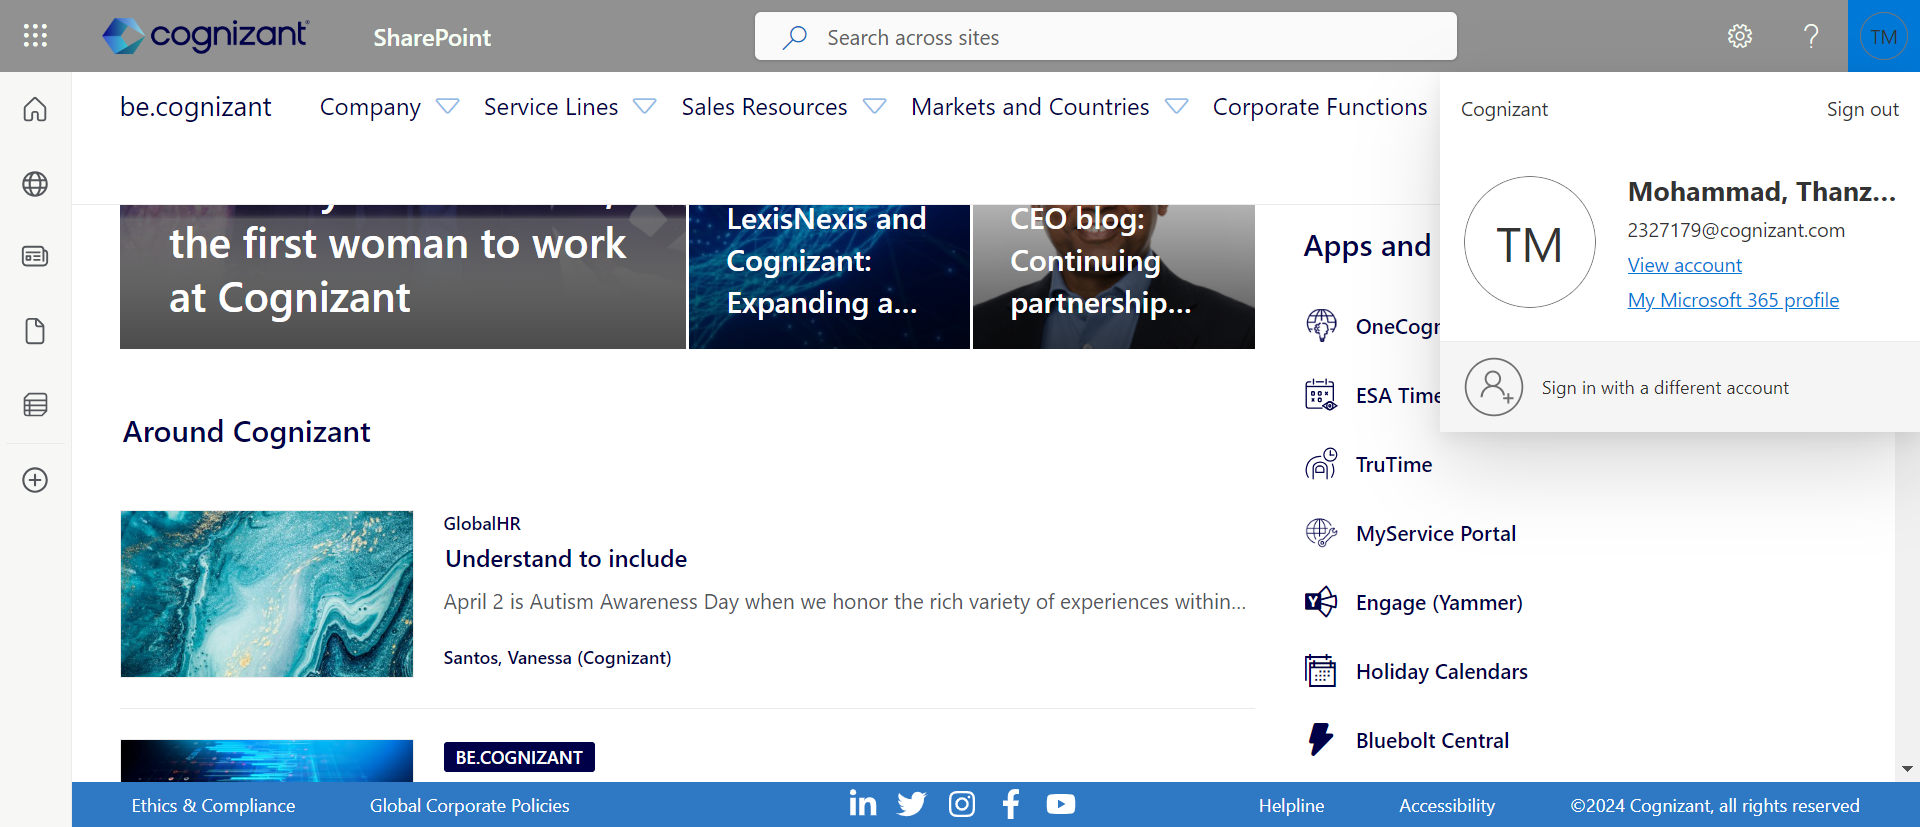 cognizant
SharePoint
Search across sites
TM
be.cognizant
Company
Service Lines
Sales Resources
Markets and Countries
Corporate Functions
Cognizant
Sign out
TM
Mohammad, Thanz...
2327179@cognizant.com
View account
My Microsoft 365 profile
Sign in with a different account
the first woman to work
at Cognizant
LexisNexis and
Cognizant:
Expanding a...
CEO blog:
Continuing
partnership...
Apps and
OneCogn
ESA Time
TruTime
MyService Portal
Engage (Yammer)
Holiday Calendars
Bluebolt Central
Around Cognizant
GlobalHR
Understand to include
April 2 is Autism Awareness Day when we honor the rich variety of experiences within...
Santos, Vanessa (Cognizant)
BE.COGNIZANT
Ethics & Compliance
Global Corporate Policies
Helpline
Accessibility
©2024 Cognizant, all rights reserved